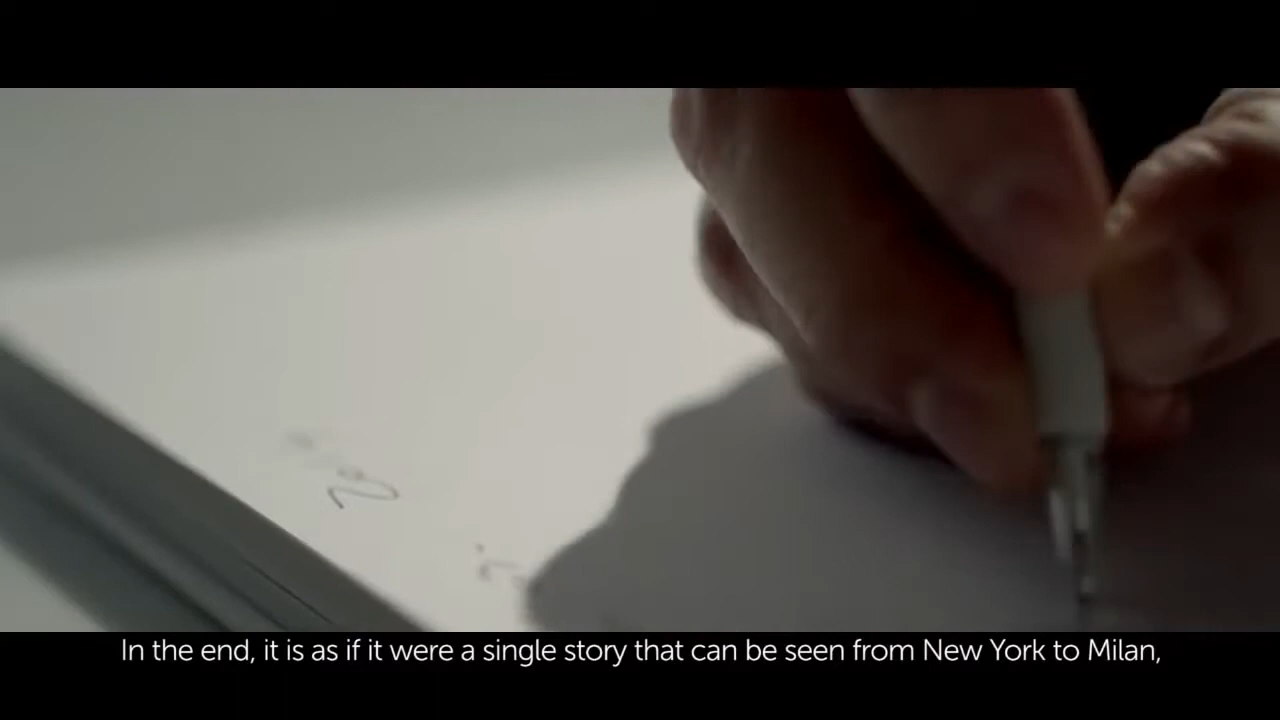 In the end, it is as if it were a single story that can be seen from New York to Milan,